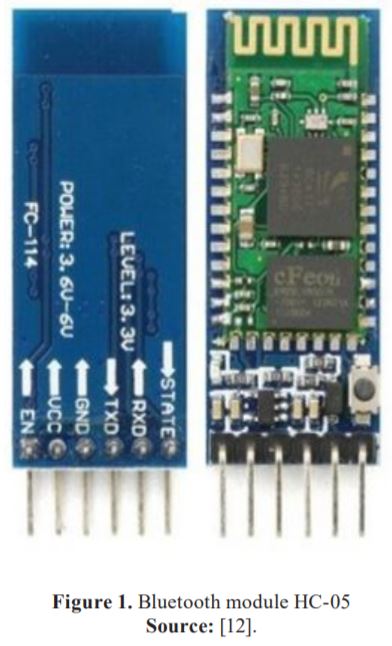 FC-114
POWER: 3.6V-6V
LEVEL: 3.3V
EN
VCC
GND
TXD
RXD
STATE
cFeon
Figure 1. Bluetooth module HC-05
Source: [12].